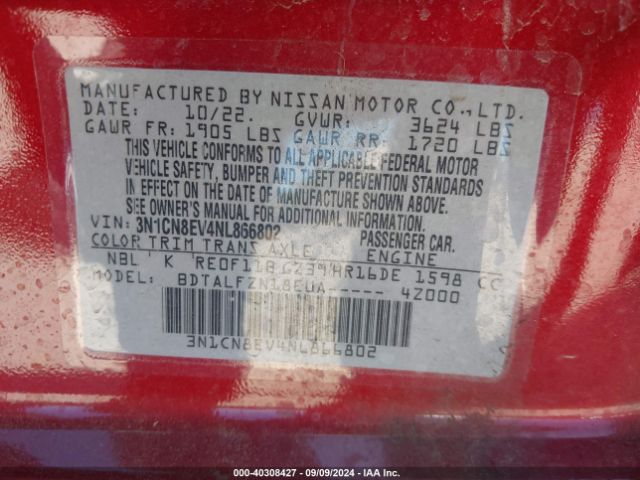 MANUFACTURED BY NISSAN MOTOR CO., LTD.
DATE: 10/22. GVWR: 3624 LBS
GAWR FR: 1905 LBS GAWR RR 1720 LBS
THIS VEHICLE CONFORMS TO ALL APPLICABLE FEDERAL MOTOR
VEHICLE SAFETY, BUMPER AND THEFT PREVENTION STANDARDS
IN EFFECT ON THE DATE OF MANUFACTURE SHOWN ABOVE.
SEE OWNER'S MANUAL FOR ADDITIONAL INFORMATION.
VIN: 3N1CN8EV4NL866802 PASSENGER CAR.
COLOR TRIM TRANS AXLE ENGINE
NBL K RE0F11B GZ39 HR16DE 1598 CC
MODEL: BDTALFZN18EUA----- 4Z000
3N1CN8EV4NL866802
000-40308427 - 09/09/2024 - IAA Inc.